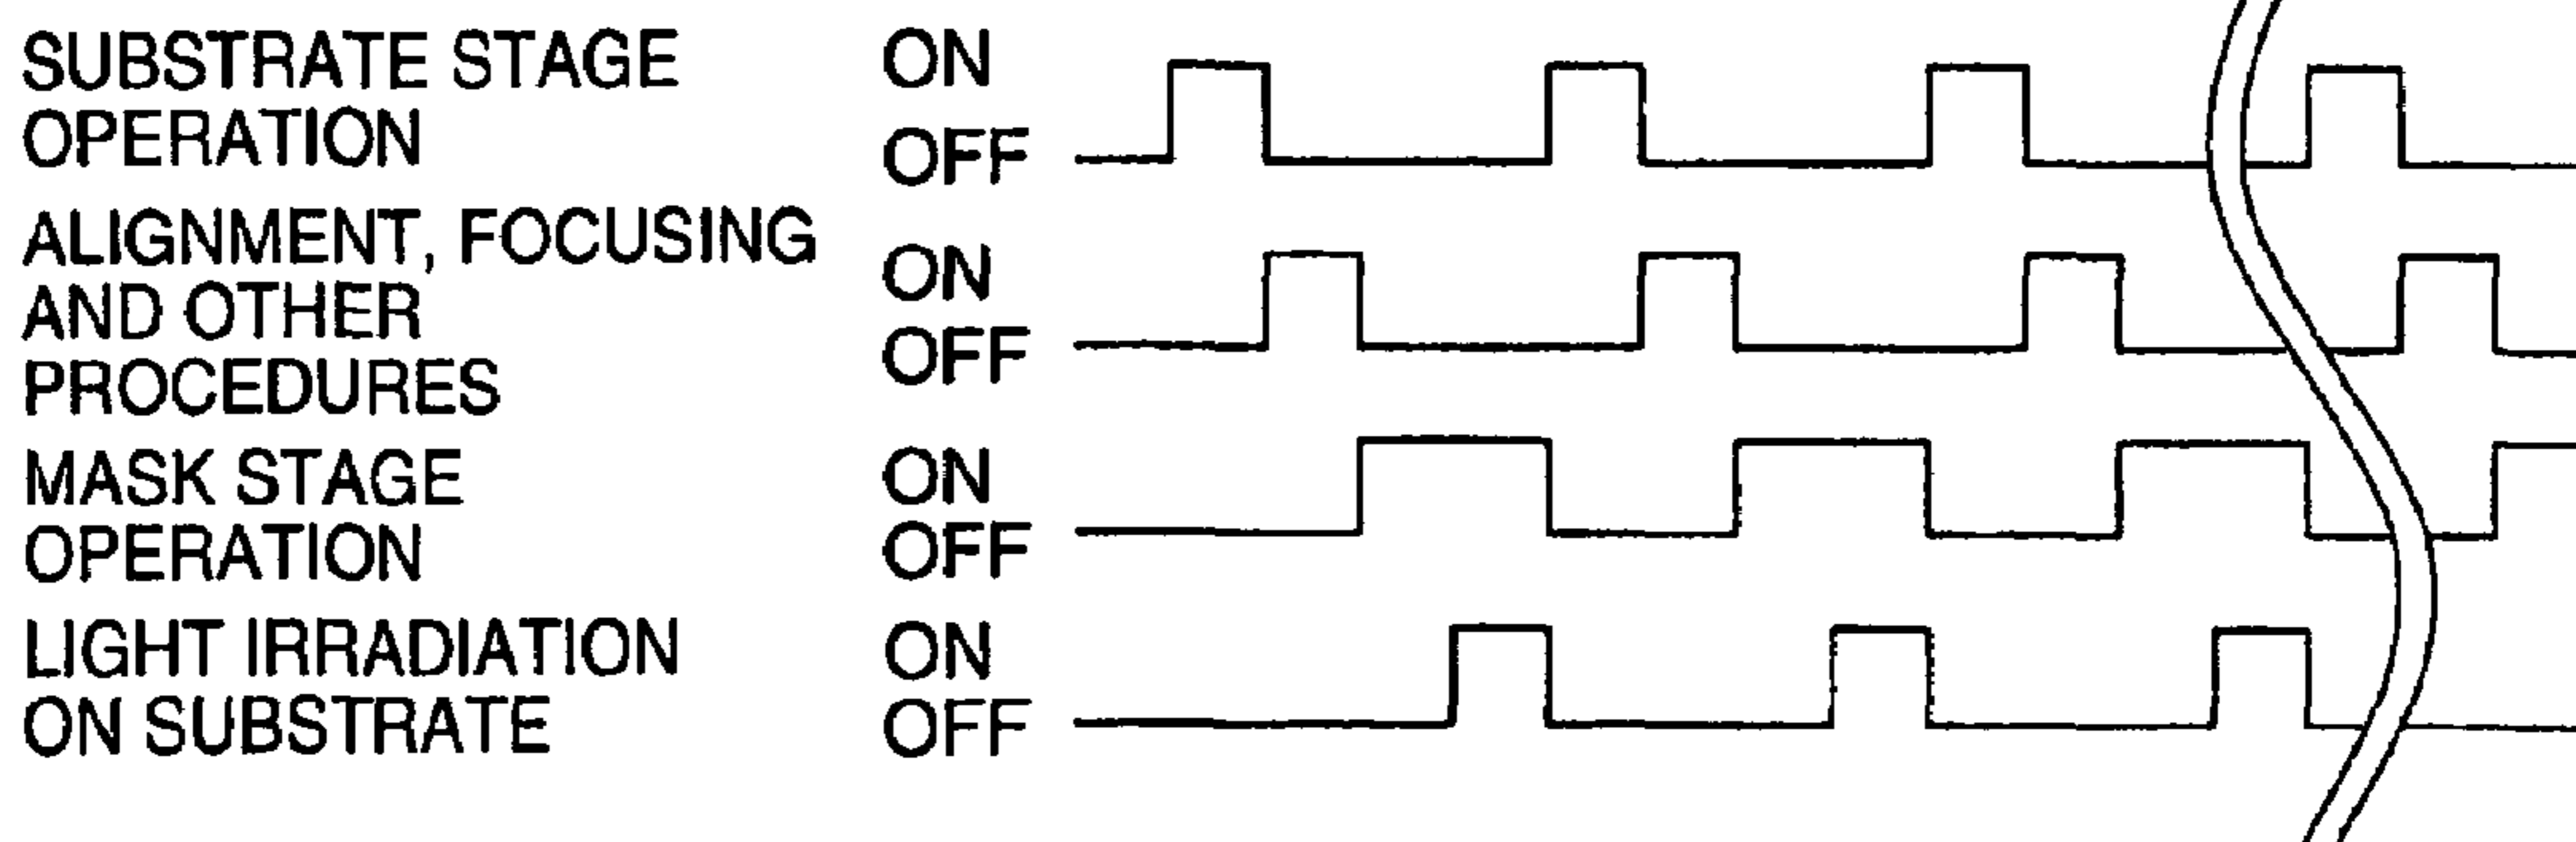 SUBSTRATE STAGE
OPERATION
ON
OFF
ALIGNMENT, FOCUSING
AND OTHER
PROCEDURES
ON
OFF
MASK STAGE
OPERATION
ON
OFF
LIGHT IRRADIATION
ON SUBSTRATE
ON
OFF